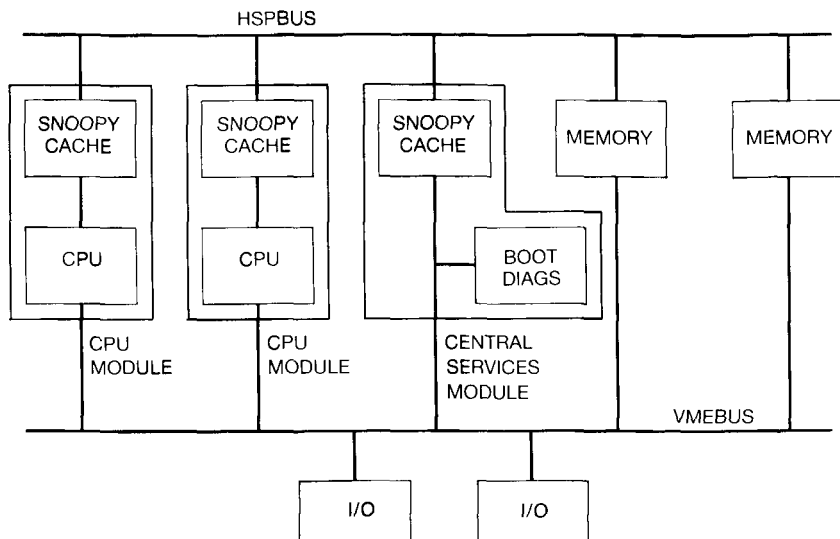 HSPBUS
SNOOPY
CACHE
SNOOPY
CACHE
SNOOPY
CACHE
MEMORY
MEMORY
CPU
CPU
BOOT
DIAGS
CPU
MODULE
CPU
MODULE
CENTRAL
SERVICES
MODULE
VMEBUS
I/O
I/O